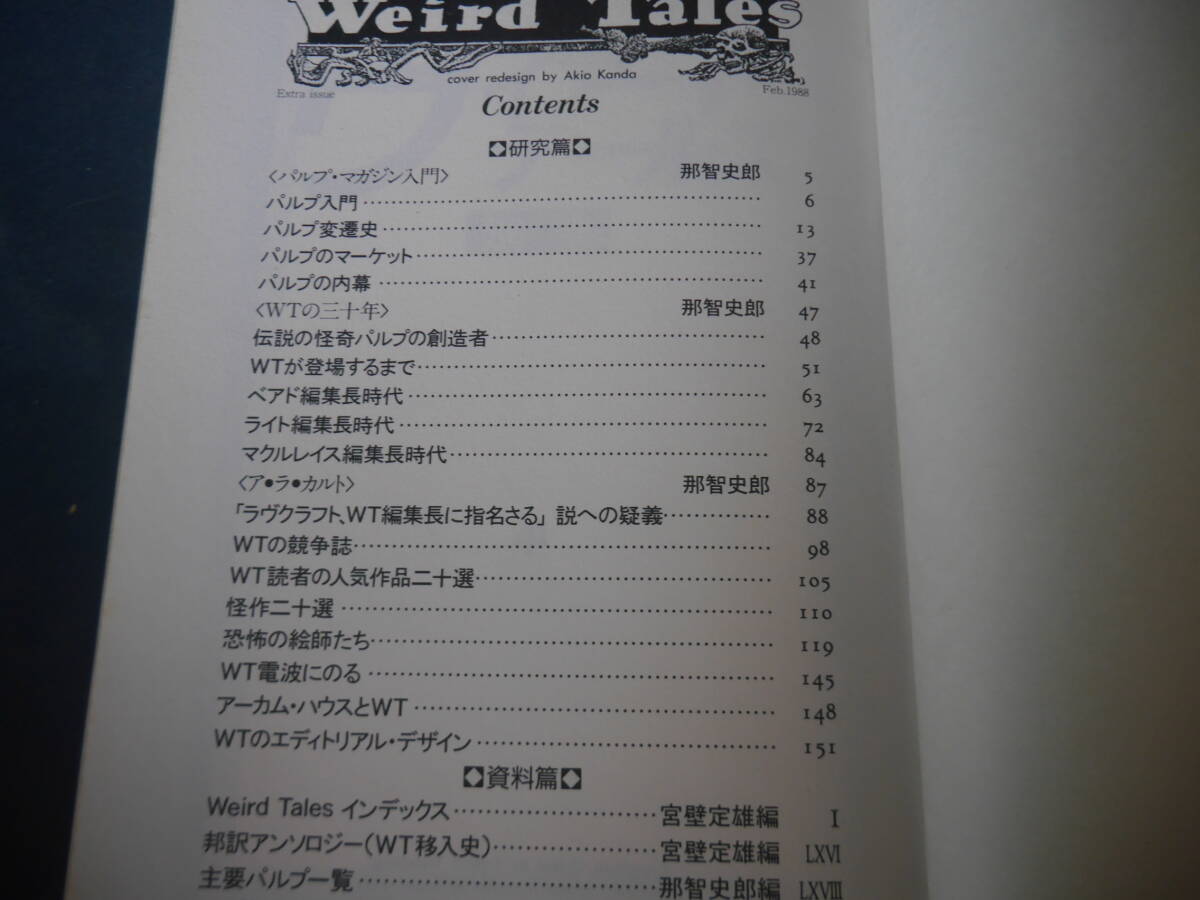 Weird Tales
cover redesign by Akio Kanda
Extra issue Feb.1988
Contents
研究篇
〈パルプ・マガジン入門〉 那智史郎 5
パルプ入門 6
パルプ変遷史 13
パルプのマーケット 37
パルプの内幕 41
〈WTの三十年〉 那智史郎 47
伝説の怪奇パルプの創造者 48
WTが登場するまで 51
ベアド編集長時代 63
ライト編集長時代 72
マクルレイス編集長時代 84
〈ア・ラ・カルト〉 那智史郎 87
「ラヴクラフト、WT編集長に指名さる」説への疑義 88
WTの競争誌 98
WT読者の人気作品二十選 105
怪作二十選 110
恐怖の絵師たち 119
WT電波にのる 145
アーカム・ハウスとWT 148
WTのエディトリアル・デザイン 151
資料篇
Weird Tales インデックス 宮壁定雄編 I
邦訳アンソロジー(WT移入史) 宮壁定雄編 LXVI
主要パルプ一覧 那智史郎編 LXVIII